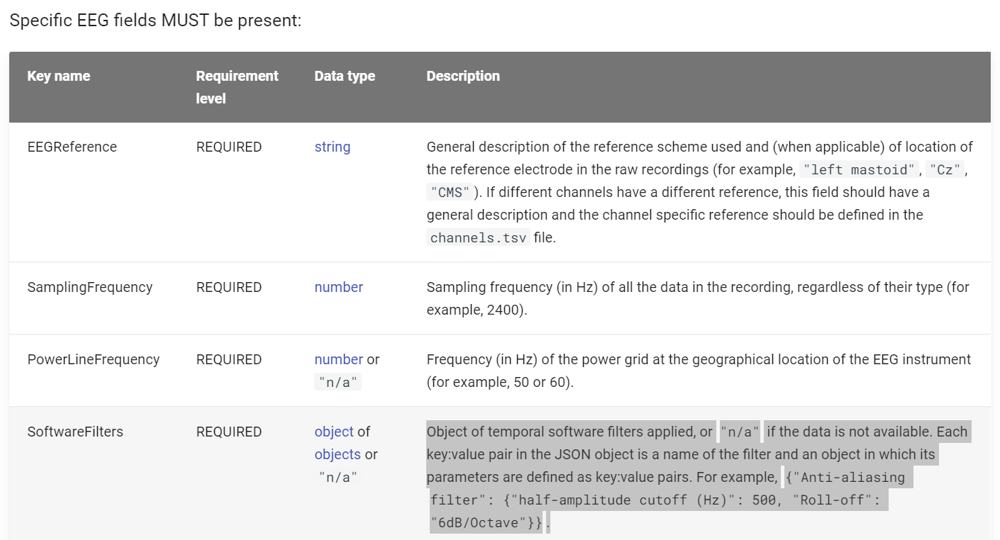 Specific EEG fields MUST be present:
Key name
Requirement
level
Data type
Description
EEGReference
REQUIRED
string
General description of the reference scheme used and (when applicable) of location of
the reference electrode in the raw recordings (for example, "left mastoid", "Cz",
"CMS"). If different channels have a different reference, this field should have a
general description and the channel specific reference should be defined in the
channels.tsv file.
SamplingFrequency
REQUIRED
number
Sampling frequency (in Hz) of all the data in the recording, regardless of their type (for
example, 2400).
PowerLineFrequency
REQUIRED
number or
"n/a"
Frequency (in Hz) of the power grid at the geographical location of the EEG instrument
(for example, 50 or 60).
SoftwareFilters
REQUIRED
object of
objects or
"n/a"
Object of temporal software filters applied, or "n/a" if the data is not available. Each
key:value pair in the JSON object is a name of the filter and an object in which its
parameters are defined as key:value pairs. For example, {"Anti-aliasing
filter": {"half-amplitude cutoff (Hz)": 500, "Roll-off":
"6dB/Octave"}}.